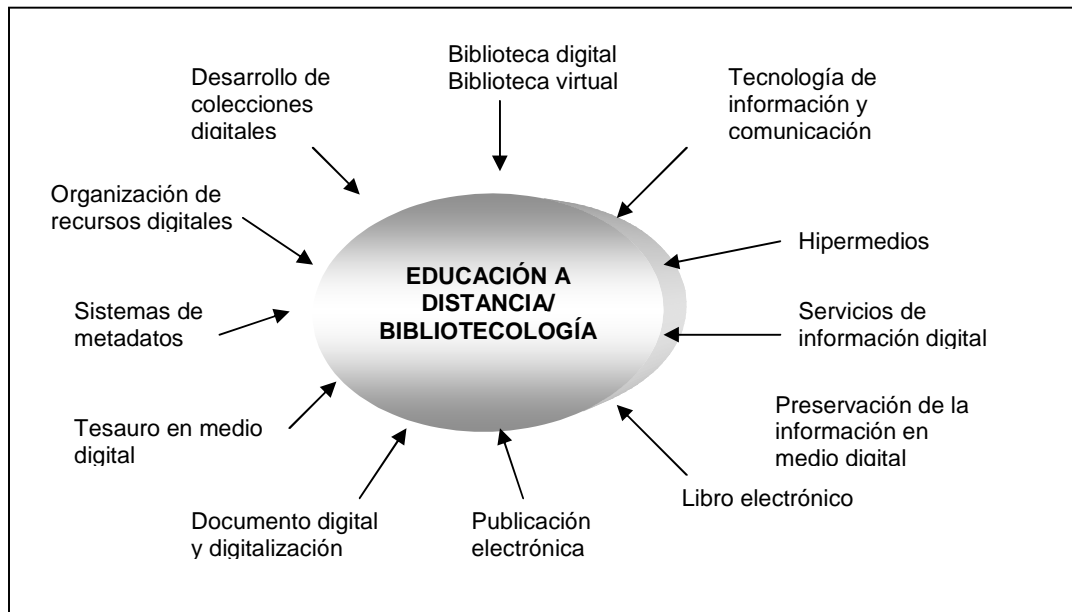 Biblioteca digital
Biblioteca virtual
Desarrollo de
colecciones
digitales
Tecnología de
información y
comunicación
Organización de
recursos digitales
Hipermedios
EDUCACIÓN A
DISTANCIA/
BIBLIOTECOLOGÍA
Sistemas de
metadatos
Servicios de
información digital
Tesauro en medio
digital
Preservación de la
información en
medio digital
Libro electrónico
Documento digital
y digitalización
Publicación
electrónica